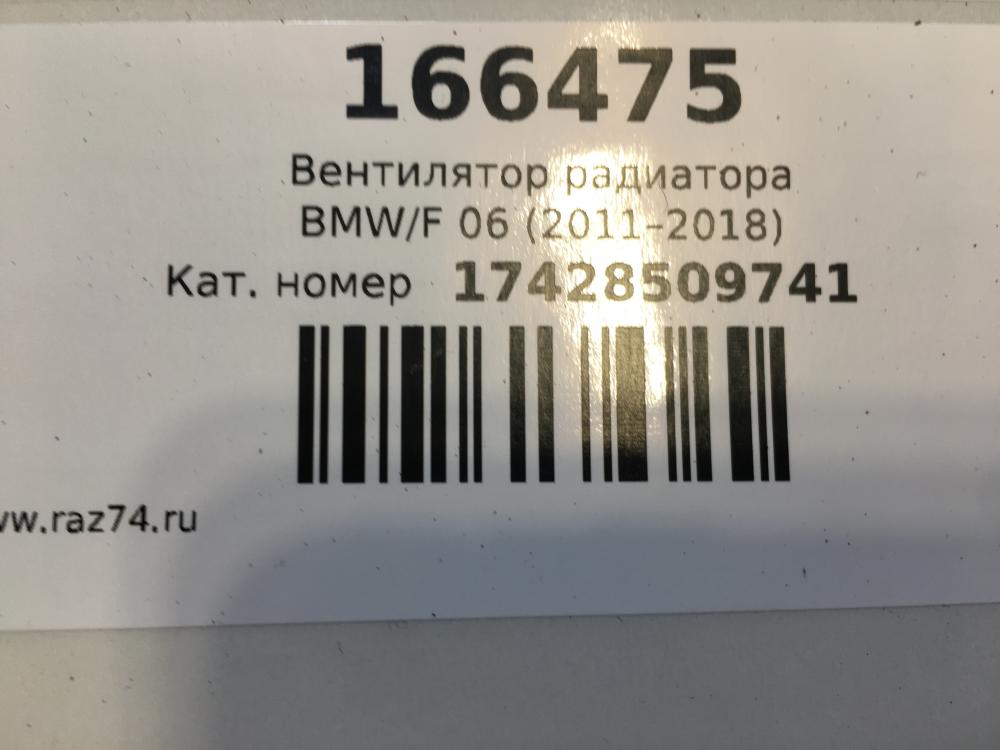 166475
Вентилятор радиатора
BMW/F 06 (2011–2018)
Кат. номер 17428509741
w.raz74.ru